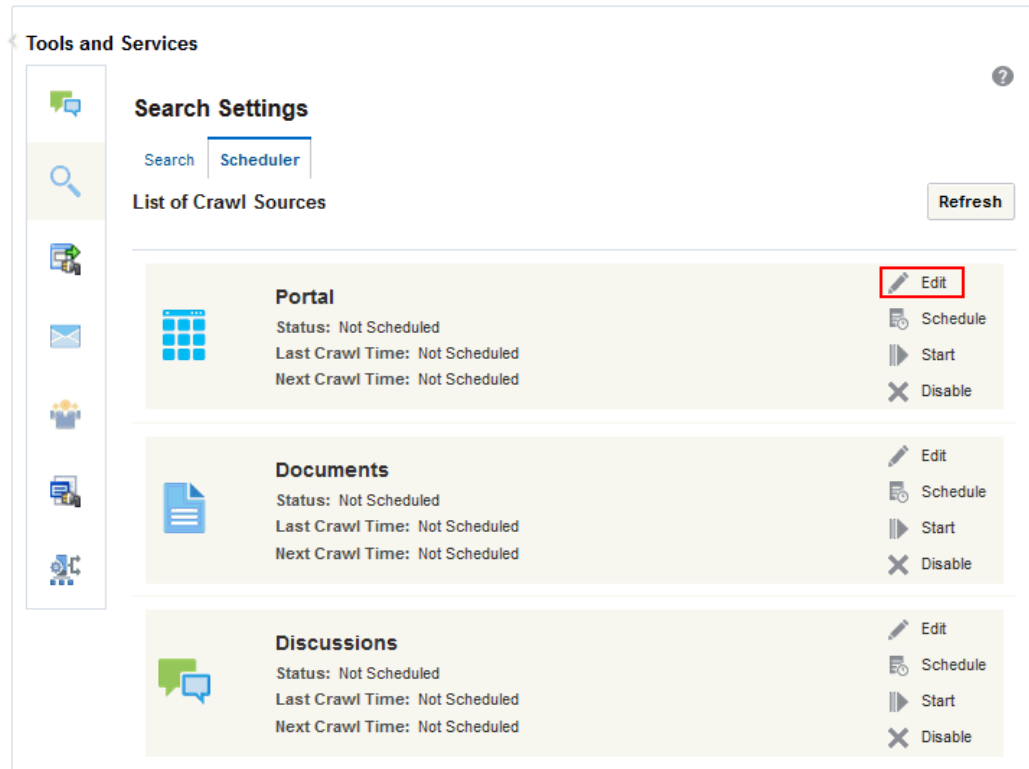 Tools and Services
?
Search Settings
Search Scheduler
List of Crawl Sources
Refresh
Portal
Status: Not Scheduled
Last Crawl Time: Not Scheduled
Next Crawl Time: Not Scheduled
Edit
Schedule
Start
Disable
Documents
Status: Not Scheduled
Last Crawl Time: Not Scheduled
Next Crawl Time: Not Scheduled
Edit
Schedule
Start
Disable
Discussions
Status: Not Scheduled
Last Crawl Time: Not Scheduled
Next Crawl Time: Not Scheduled
Edit
Schedule
Start
Disable